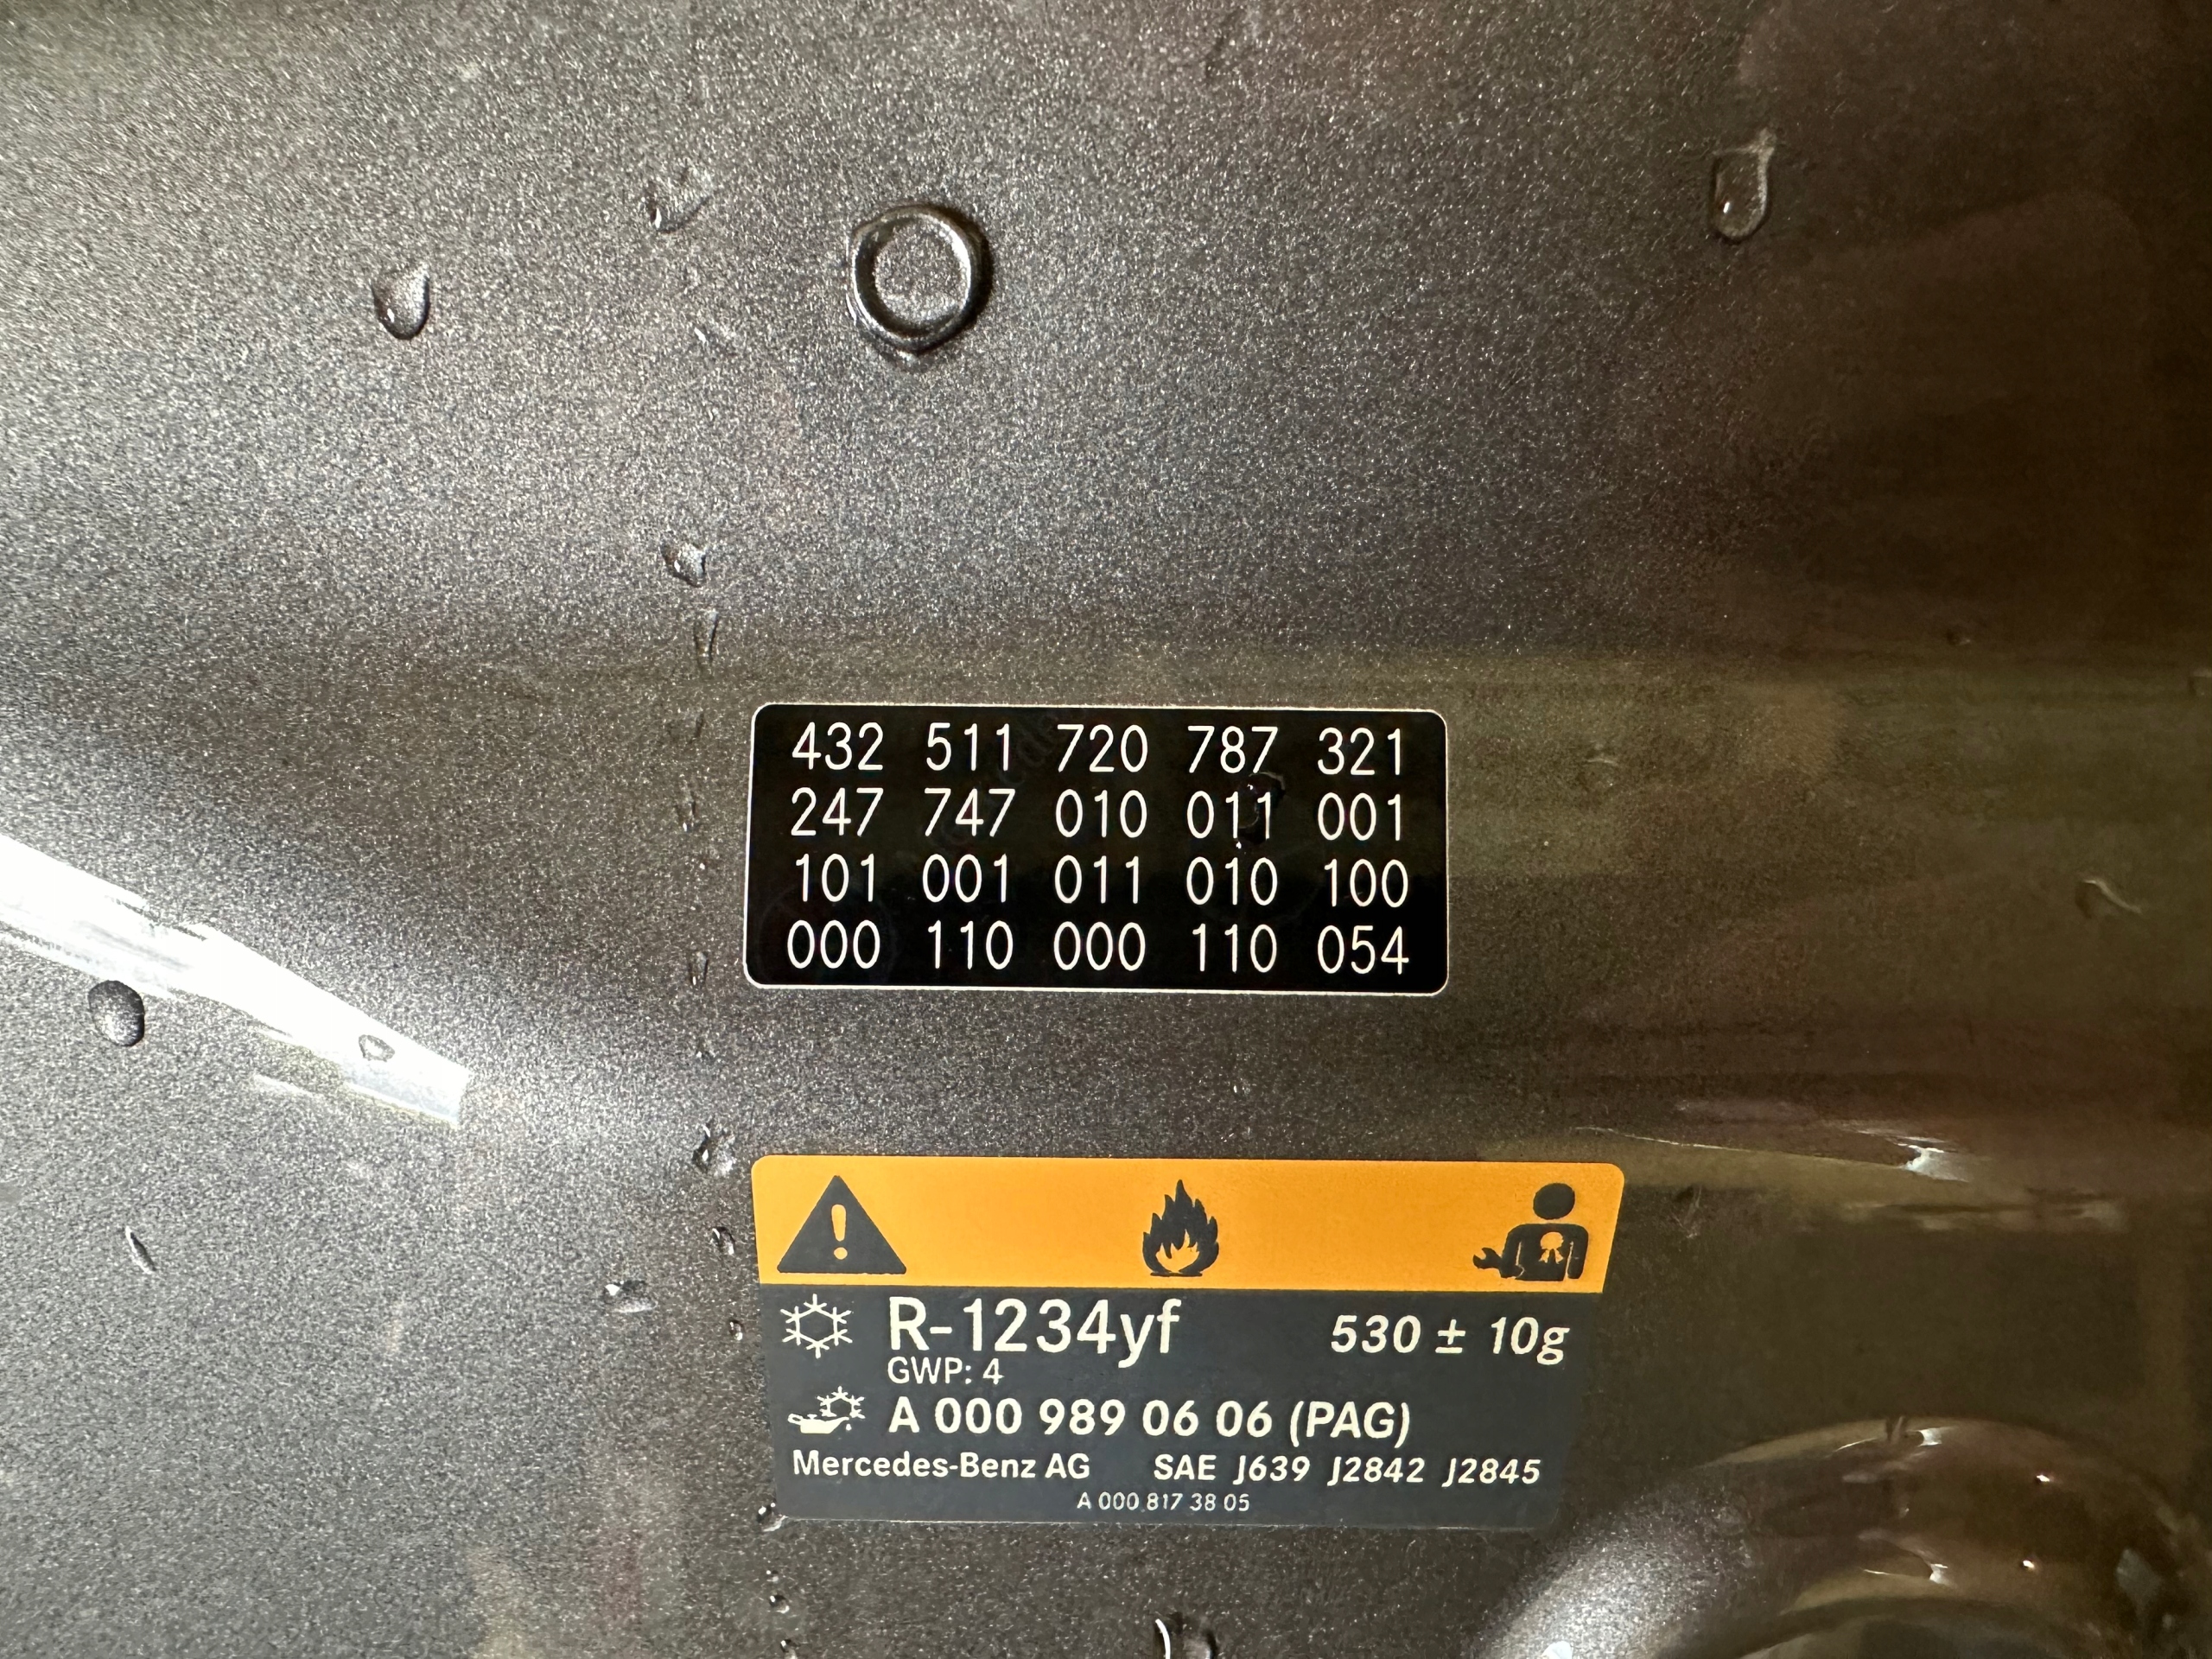 432 511 720 787 321
247 747 010 011 001
101 001 011 010 100
000 110 000 110 054
R-1234yf 530 ± 10g
GWP: 4
A 000 989 06 06 (PAG)
Mercedes-Benz AG SAE J639 J2842 J2845
A 000 817 38 05